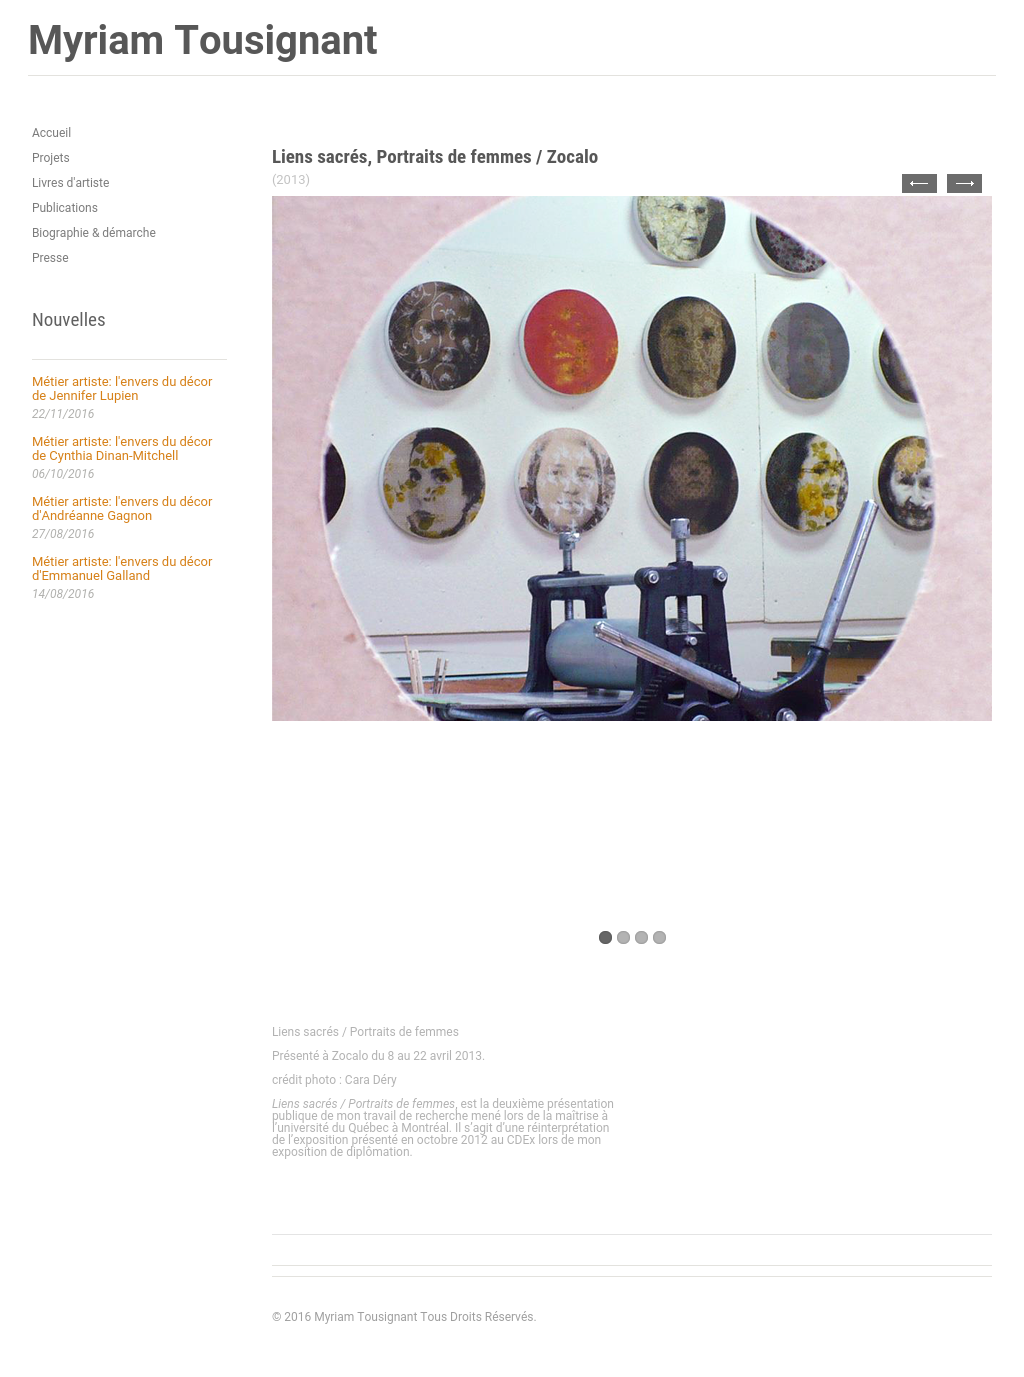 Myriam Tousignant
Accueil
Projets
Livres d'artiste
Publications
Biographie & démarche
Presse
Nouvelles
Métier artiste: l'envers du décor
de Jennifer Lupien
22/11/2016
Métier artiste: l'envers du décor
de Cynthia Dinan-Mitchell
06/10/2016
Métier artiste: l'envers du décor
d'Andréanne Gagnon
27/08/2016
Métier artiste: l'envers du décor
d'Emmanuel Galland
14/08/2016
Liens sacrés, Portraits de femmes / Zocalo
(2013)
Liens sacrés / Portraits de femmes
Présenté à Zocalo du 8 au 22 avril 2013.
crédit photo : Cara Déry
Liens sacrés / Portraits de femmes, est la deuxième présentation
publique de mon travail de recherche mené lors de la maîtrise à
l'université du Québec à Montréal. Il s'agit d'une réinterprétation
de l'exposition présenté en octobre 2012 au CDEx lors de mon
exposition de diplômation.
© 2016 Myriam Tousignant Tous Droits Réservés.